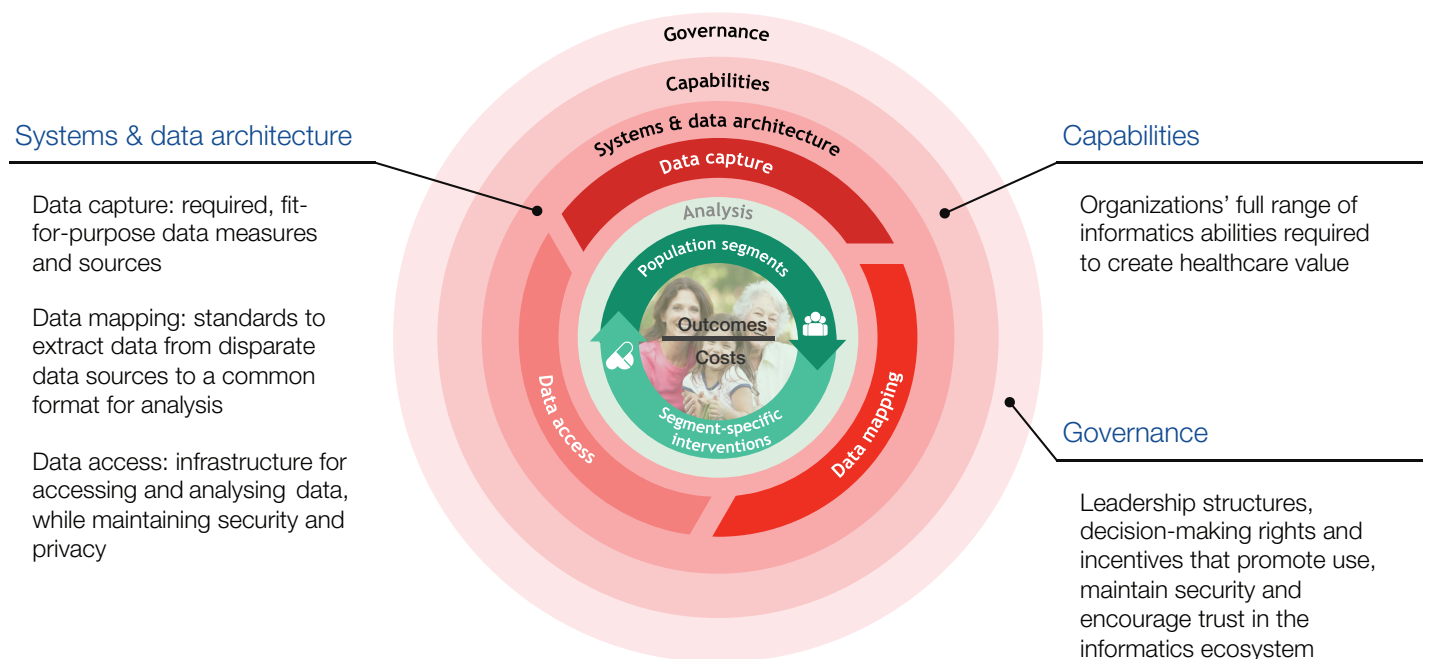 Governance
Capabilities
Systems & data architecture
Data capture
Analysis
Population segments
Outcomes
Costs
Segment-specific
interventions
Data access
Data mapping
Systems & data architecture
Data capture: required, fit-
for-purpose data measures
and sources
Data mapping: standards to
extract data from disparate
data sources to a common
format for analysis
Data access: infrastructure for
accessing and analysing data,
while maintaining security and
privacy
Capabilities
Organizations’ full range of
informatics abilities required
to create healthcare value
Governance
Leadership structures,
decision-making rights and
incentives that promote use,
maintain security and
encourage trust in the
informatics ecosystem